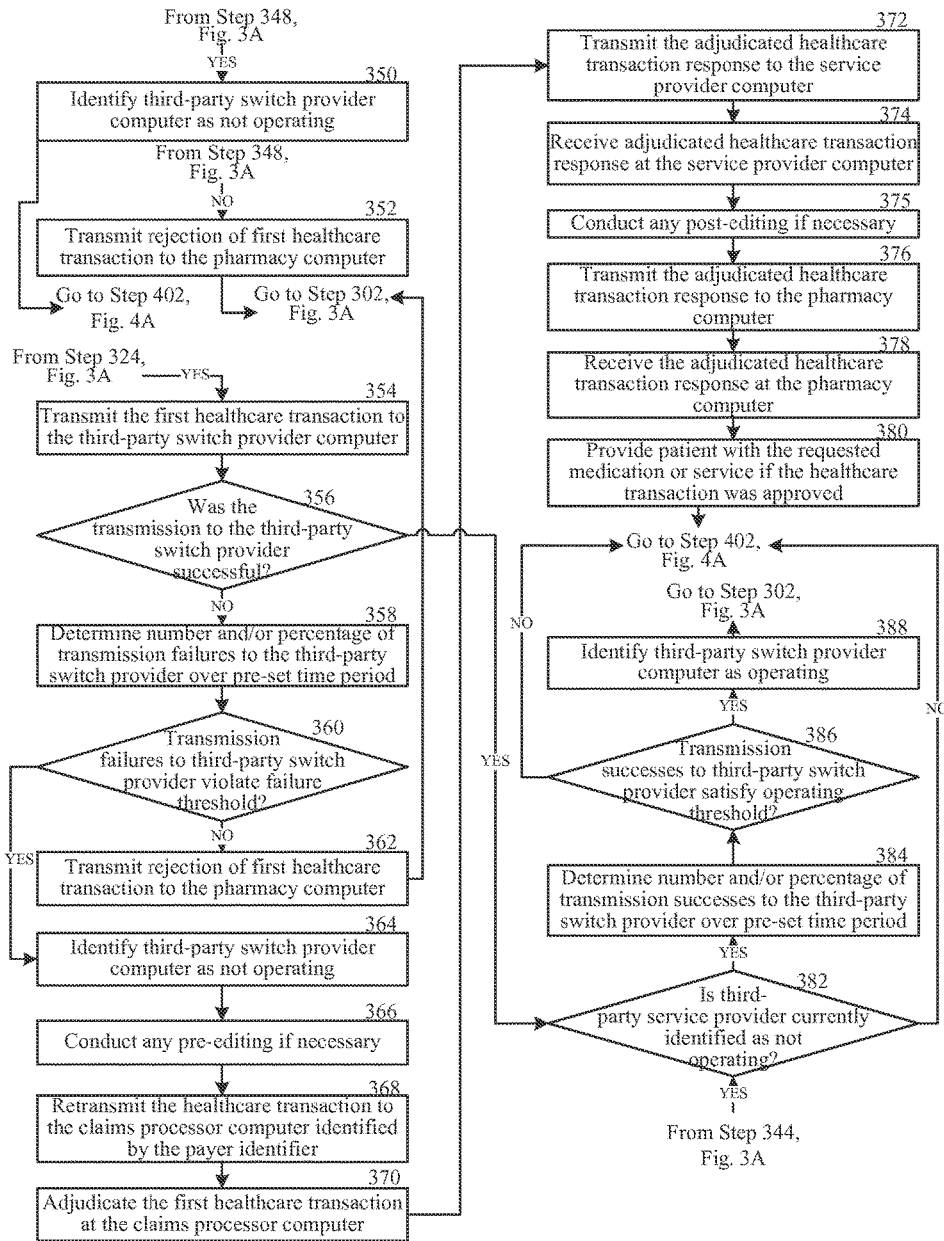 From Step 348,
Fig. 3A
YES
350
Identify third-party switch provider
computer as not operating
From Step 348,
Fig. 3A
NO
352
Transmit rejection of first healthcare
transaction to the pharmacy computer
Go to Step 402,
Fig. 4A
Go to Step 302,
Fig. 3A
From Step 324,
Fig. 3A
YES
354
Transmit the first healthcare transaction to
the third-party switch provider computer
356
Was the
transmission to the third-party
switch provider
successful?
NO
358
Determine number and/or percentage of
transmission failures to the third-party
switch provider over pre-set time period
360
Transmission
failures to third-party switch
provider violate failure
threshold?
NO
YES
362
Transmit rejection of first healthcare
transaction to the pharmacy computer
364
Identify third-party switch provider
computer as not operating
366
Conduct any pre-editing if necessary
368
Retransmit the healthcare transaction to
the claims processor computer identified
by the payer identifier
370
Adjudicate the first healthcare transaction
at the claims processor computer
372
Transmit the adjudicated healthcare
transaction response to the service
provider computer
374
Receive adjudicated healthcare transaction
response at the service provider computer
375
Conduct any post-editing if necessary
376
Transmit the adjudicated healthcare
transaction response to the pharmacy
computer
378
Receive the adjudicated healthcare
transaction response at the pharmacy
computer
380
Provide patient with the requested
medication or service if the healthcare
transaction was approved
Go to Step 402,
Fig. 4A
Go to Step 302,
Fig. 3A
NO
388
Identify third-party switch provider
computer as operating
YES
NO
386
Transmission
successes to third-party switch
provider satisfy operating
threshold?
YES
384
Determine number and/or percentage of
transmission successes to the third-party
switch provider over pre-set time period
YES
382
Is third-
party service provider currently
identified as not
operating?
YES
From Step 344,
Fig. 3A